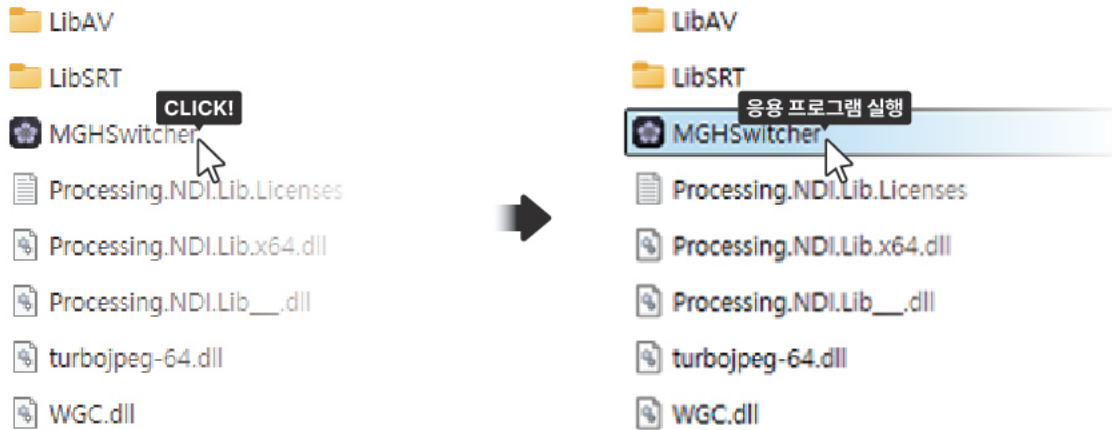 LibAV
LibSRT
CLICK!
MGHSwitcher
Processing.NDI.Lib.Licenses
Processing.NDI.Lib.x64.dll
Processing.NDI.Lib___.dll
turbojpeg-64.dll
WGC.dll
LibAV
LibSRT
응용 프로그램 실행
MGHSwitcher
Processing.NDI.Lib.Licenses
Processing.NDI.Lib.x64.dll
Processing.NDI.Lib___.dll
turbojpeg-64.dll
WGC.dll